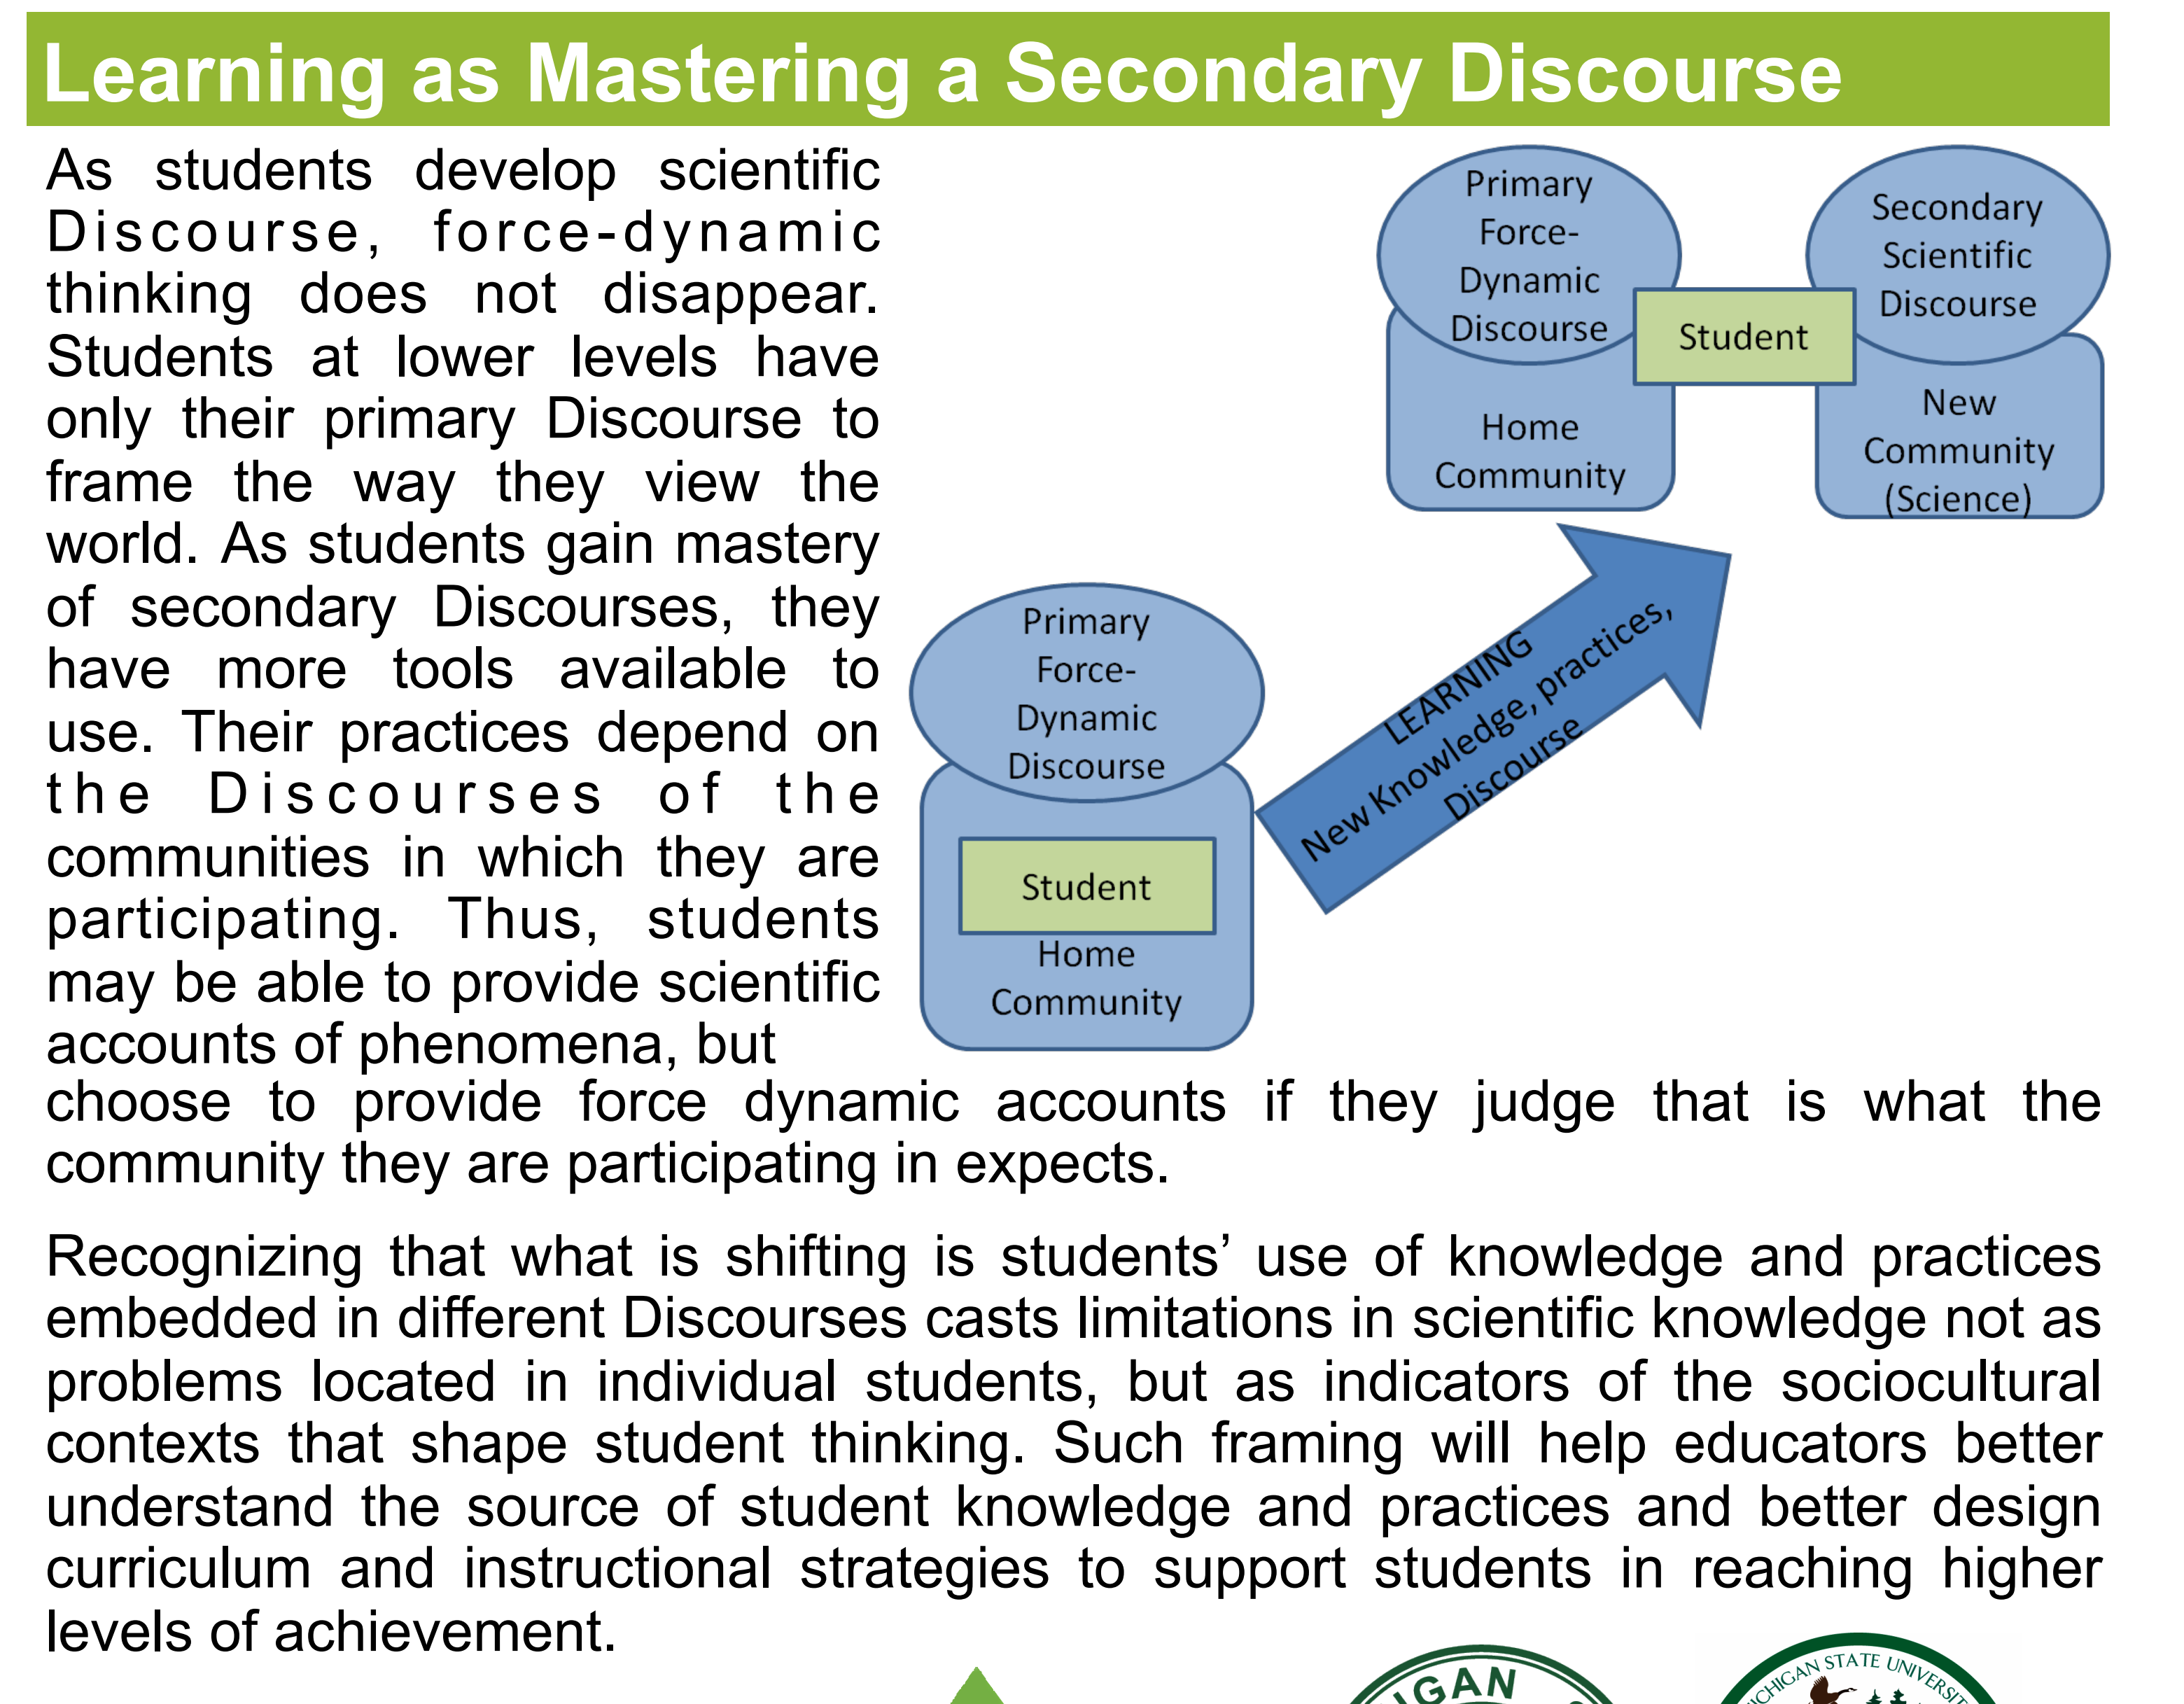 Learning as Mastering a Secondary Discourse
As students develop scientific
Discourse, force-dynamic
thinking does not disappear.
Students at lower levels have
only their primary Discourse to
frame the way they view the
world. As students gain mastery
of secondary Discourses, they
have more tools available to
use. Their practices depend on
the Discourses of the
communities in which they are
participating. Thus, students
may be able to provide scientific
accounts of phenomena, but
choose to provide force dynamic accounts if they judge that is what the
community they are participating in expects.
Primary
Force-
Dynamic
Discourse
Home
Community
Student
Secondary
Scientific
Discourse
New
Community
(Science)
LEARNING
New Knowledge, practices,
Discourse
Primary
Force-
Dynamic
Discourse
Student
Home
Community
Recognizing that what is shifting is students’ use of knowledge and practices
embedded in different Discourses casts limitations in scientific knowledge not as
problems located in individual students, but as indicators of the sociocultural
contexts that shape student thinking. Such framing will help educators better
understand the source of student knowledge and practices and better design
curriculum and instructional strategies to support students in reaching higher
levels of achievement.